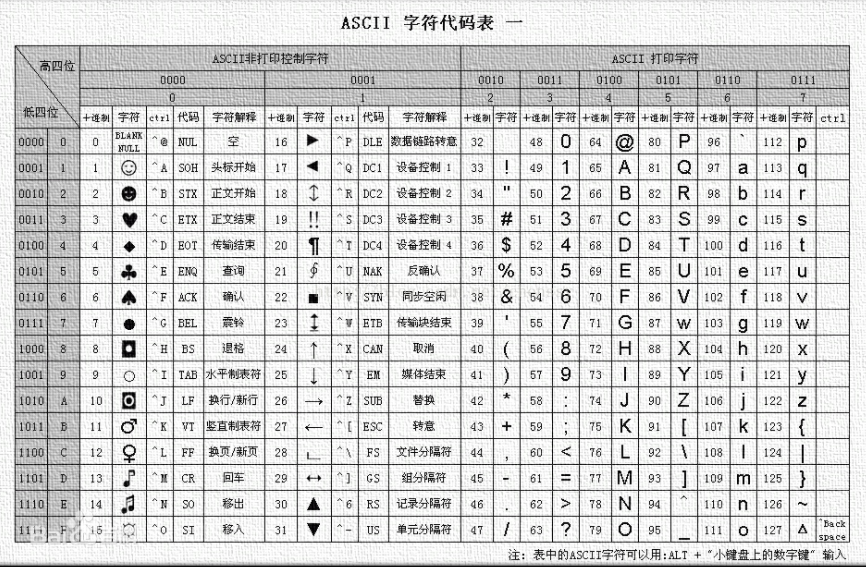 ASCII 字符代码表 一
高四位 ASCII非打印控制字符 ASCII 打印字符
0000 0001 0010 0011 0100 0101 0110 0111
0 1 2 3 4 5 6 7
低四位 十进制 字符 ctrl 代码 字符解释 十进制 字符 ctrl 代码 字符解释 十进制 字符 十进制 字符 十进制 字符 十进制 字符 十进制 字符 十进制 字符 ctrl
0000 0 0 BLANK NULL ^@ NUL 空 16 ► ^P DLE 数据链路转意 32 48 0 64 @ 80 P 96 ` 112 p
0001 1 1 ☺ ^A SOH 头标开始 17 ◄ ^Q DC1 设备控制 1 33 ! 49 1 65 A 81 Q 97 a 113 q
0010 2 2 ☻ ^B STX 正文开始 18 ↕ ^R DC2 设备控制 2 34 " 50 2 66 B 82 R 98 b 114 r
0011 3 3 ♥ ^C ETX 正文结束 19 ‼ ^S DC3 设备控制 3 35 # 51 3 67 C 83 S 99 c 115 s
0100 4 4 ♦ ^D EOT 传输结束 20 ¶ ^T DC4 设备控制 4 36 $ 52 4 68 D 84 T 100 d 116 t
0101 5 5 ♣ ^E ENQ 查询 21 ∮ ^U NAK 反确认 37 % 53 5 69 E 85 U 101 e 117 u
0110 6 6 ♠ ^F ACK 确认 22 ■ ^V SYN 同步空闲 38 & 54 6 70 F 86 V 102 f 118 v
0111 7 7 ● ^G BEL 震铃 23 ↨ ^W ETB 传输块结束 39 ' 55 7 71 G 87 w 103 g 119 w
1000 8 8 ◘ ^H BS 退格 24 ↑ ^X CAN 取消 40 ( 56 8 72 H 88 X 104 h 120 x
1001 9 9 ○ ^I TAB 水平制表符 25 ↓ ^Y EM 媒体结束 41 ) 57 9 73 I 89 Y 105 i 121 y
1010 A 10 ◙ ^J LF 换行/新行 26 → ^Z SUB 替换 42 * 58 : 74 J 90 Z 106 j 122 z
1011 B 11 ♂ ^K VT 竖直制表符 27 ← ^[ ESC 转意 43 + 59 ; 75 K 91 [ 107 k 123 {
1100 C 12 ♀ ^L FF 换页/新页 28 ∟ ^\ FS 文件分隔符 44 , 60 < 76 L 92 \ 108 l 124 |
1101 D 13 ♪ ^M CR 回车 29 ↔ ^] GS 组分隔符 45 - 61 = 77 M 93 ] 109 m 125 }
1110 E 14 ♫ ^N SO 移出 30 ▲ ^6 RS 记录分隔符 46 . 62 > 78 N 94 ^ 110 n 126 ~
15 ☼ ^O SI 移入 31 ▼ ^- US 单元分隔符 47 / 63 ? 79 O 95 _ 111 o 127 Δ ^Back space
注: 表中的ASCII字符可以用:ALT + "小键盘上的数字键" 输入